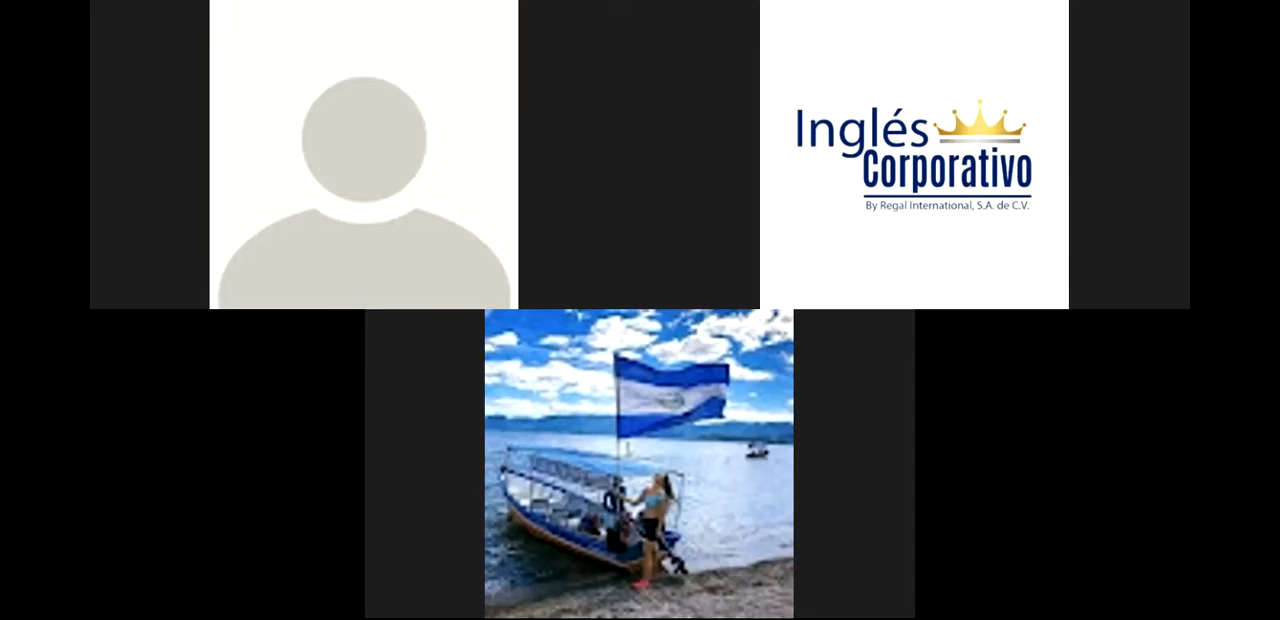 Inglés
Corporativo
By Regal International, S.A. de C.V.